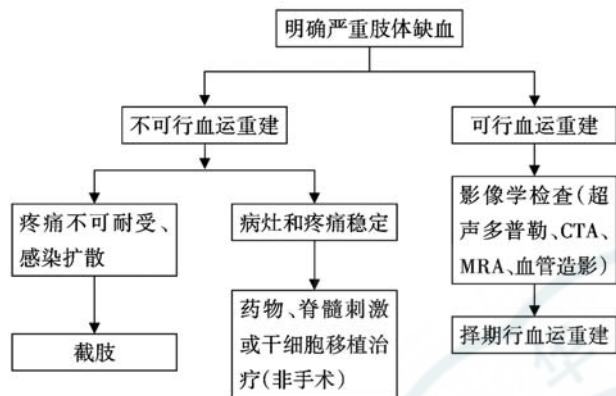 明确严重肢体缺血
不可行血运重建
可行血运重建
疼痛不可耐受、
感染扩散
病灶和疼痛稳定
影像学检查(超
声多普勒、CTA、
MRA、血管造影)
截肢
药物、脊髓刺激
或干细胞移植治
疗(非手术)
择期行血运重建